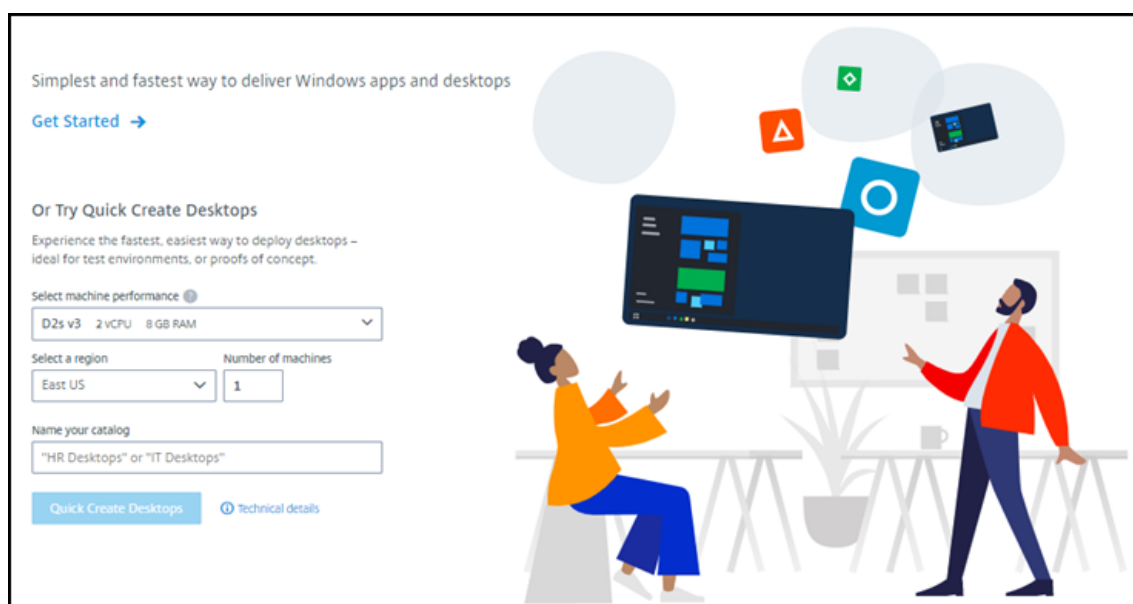 Simplest and fastest way to deliver Windows apps and desktops
Get Started →
Or Try Quick Create Desktops
Experience the fastest, easiest way to deploy desktops –
ideal for test environments, or proofs of concept.
Select machine performance ?
D2s v3 2 vCPU 8 GB RAM
Select a region Number of machines
East US 1
Name your catalog
"HR Desktops" or "IT Desktops"
Quick Create Desktops Technical details